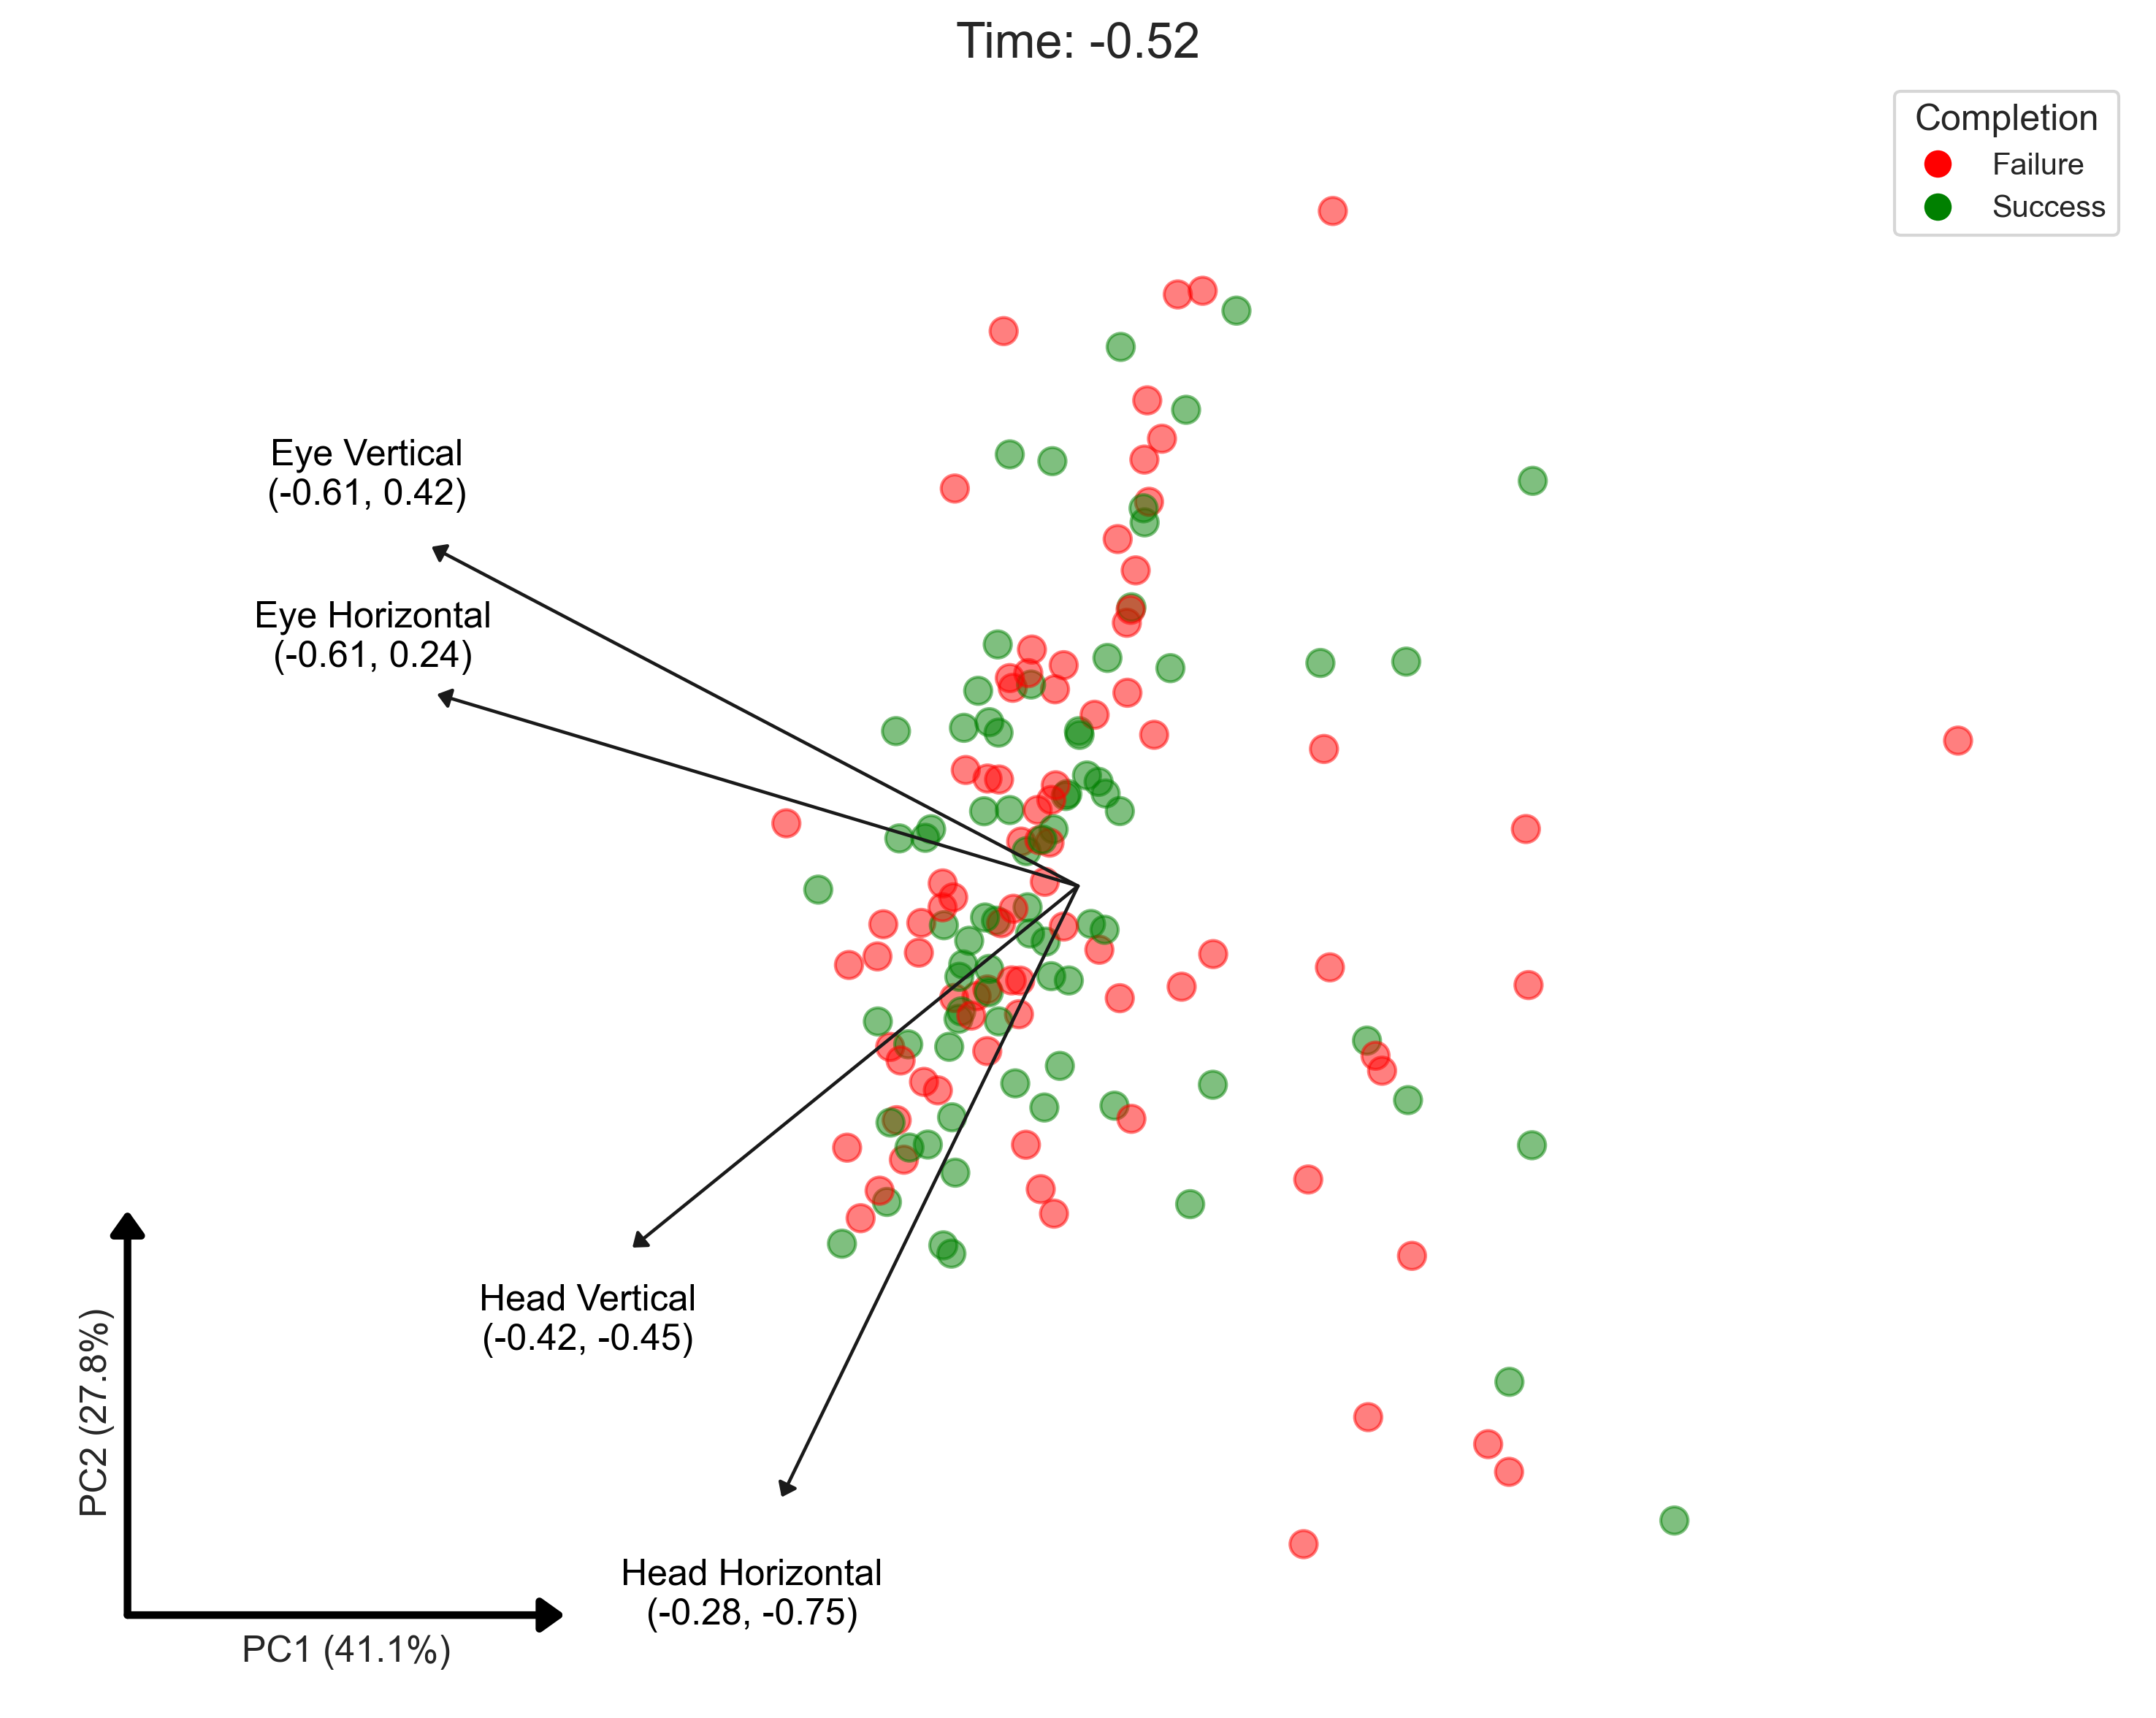 Time: -0.52
Completion
Failure
Success
Eye Vertical
(-0.61, 0.42)
Eye Horizontal
(-0.61, 0.24)
Head Vertical
(-0.42, -0.45)
Head Horizontal
(-0.28, -0.75)
PC2 (27.8%)
PC1 (41.1%)